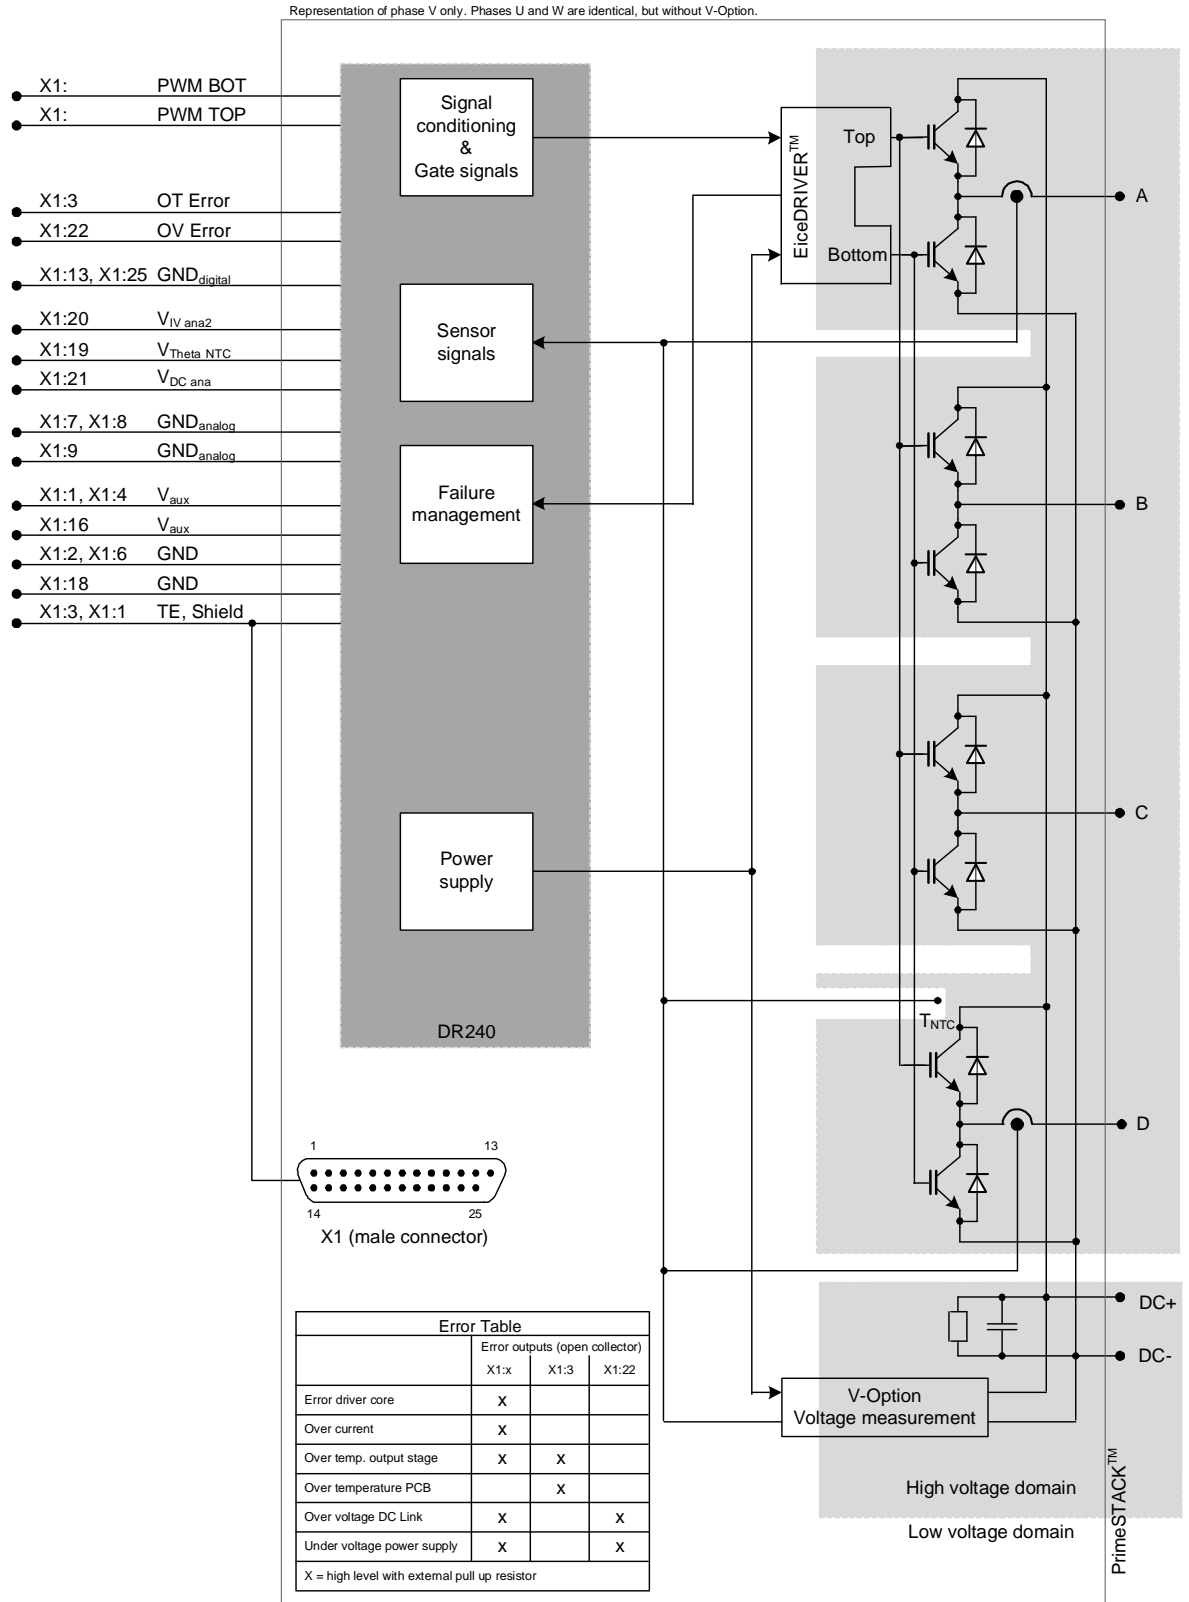 Representation of phase V only. Phases U and W are identical, but without V-Option.
X1: PWM BOT
X1: PWM TOP
X1:3 OT Error
X1:22 OV Error
X1:13, X1:25 GNDdigital
X1:20 VIV ana2
X1:19 VTheta NTC
X1:21 VDC ana
X1:7, X1:8 GNDanalog
X1:9 GNDanalog
X1:1, X1:4 Vaux
X1:16 Vaux
X1:2, X1:6 GND
X1:18 GND
X1:3, X1:1 TE, Shield
Signal
conditioning
&
Gate signals
Sensor
signals
Failure
management
Power
supply
DR240
EiceDRIVER™
Top
Bottom
A
B
C
TNTC
D
1 13
14 25
X1 (male connector)
DC+
DC-
V-Option
Voltage measurement
High voltage domain
Low voltage domain
PrimeSTACK™
Error Table
Error outputs (open collector)
X1:x X1:3 X1:22
Error driver core X
Over current X
Over temp. output stage X X
Over temperature PCB X
Over voltage DC Link X X
Under voltage power supply X X
X = high level with external pull up resistor